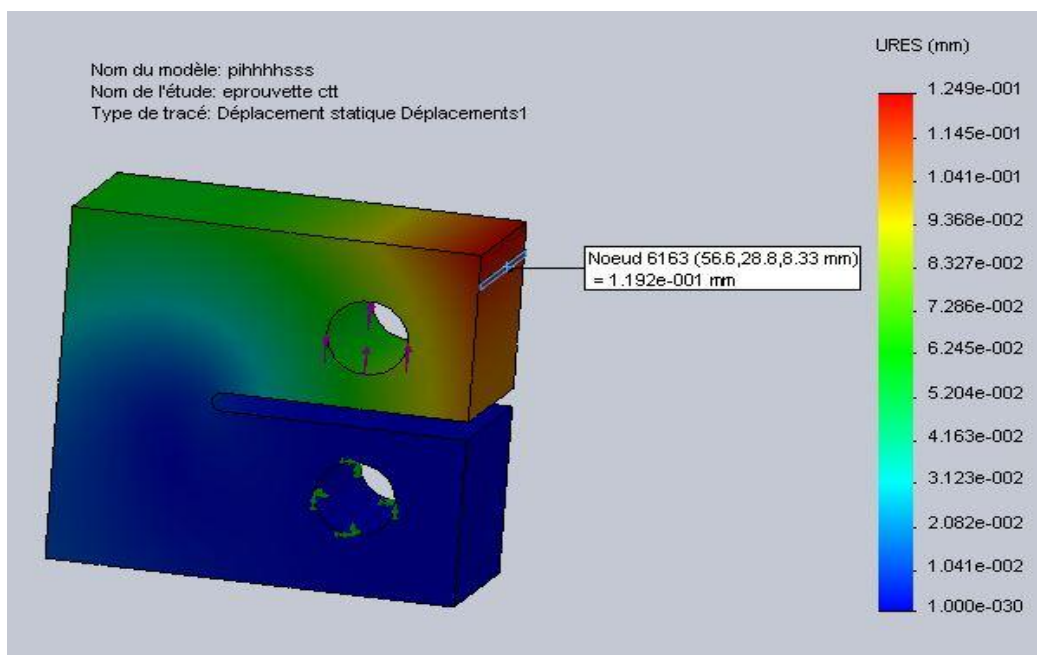 URES (mm)
Nom du modèle: pihhhhsss
Nom de l'étude: eprouvette ctt
Type de tracé: Déplacement statique Déplacements1
1.249e-001
1.145e-001
1.041e-001
9.368e-002
8.327e-002
7.286e-002
6.245e-002
5.204e-002
4.163e-002
3.123e-002
2.082e-002
1.041e-002
1.000e-030
Noeud 6163 (56.6,28.8,8.33 mm)
= 1.192e-001 mm